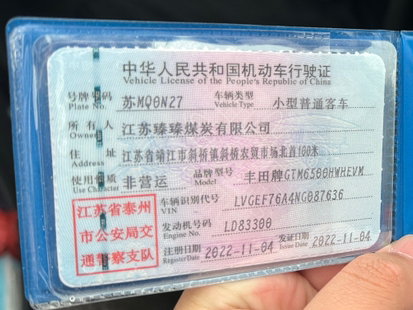 中华人民共和国机动车行驶证
Vehicle License of the People's Republic of China
号牌号码 苏MQ0N27 车辆类型 小型普通客车
Plate No. Vehicle Type
所有人 江苏臻臻煤炭有限公司
Owner
住址 江苏省靖江市斜桥镇斜桥农贸市场北首100米
Address
使用性质 非营运 品牌型号 丰田牌GTM6500HWHEVM
Use Character Model
江苏省泰州
市公安局交
通警察支队
车辆识别代号 LVGEF76A4NG087636
VIN
发动机号码 LD83300
Engine No.
注册日期 2022-11-04 发证日期 2022-11-04
Register Date Issue Date